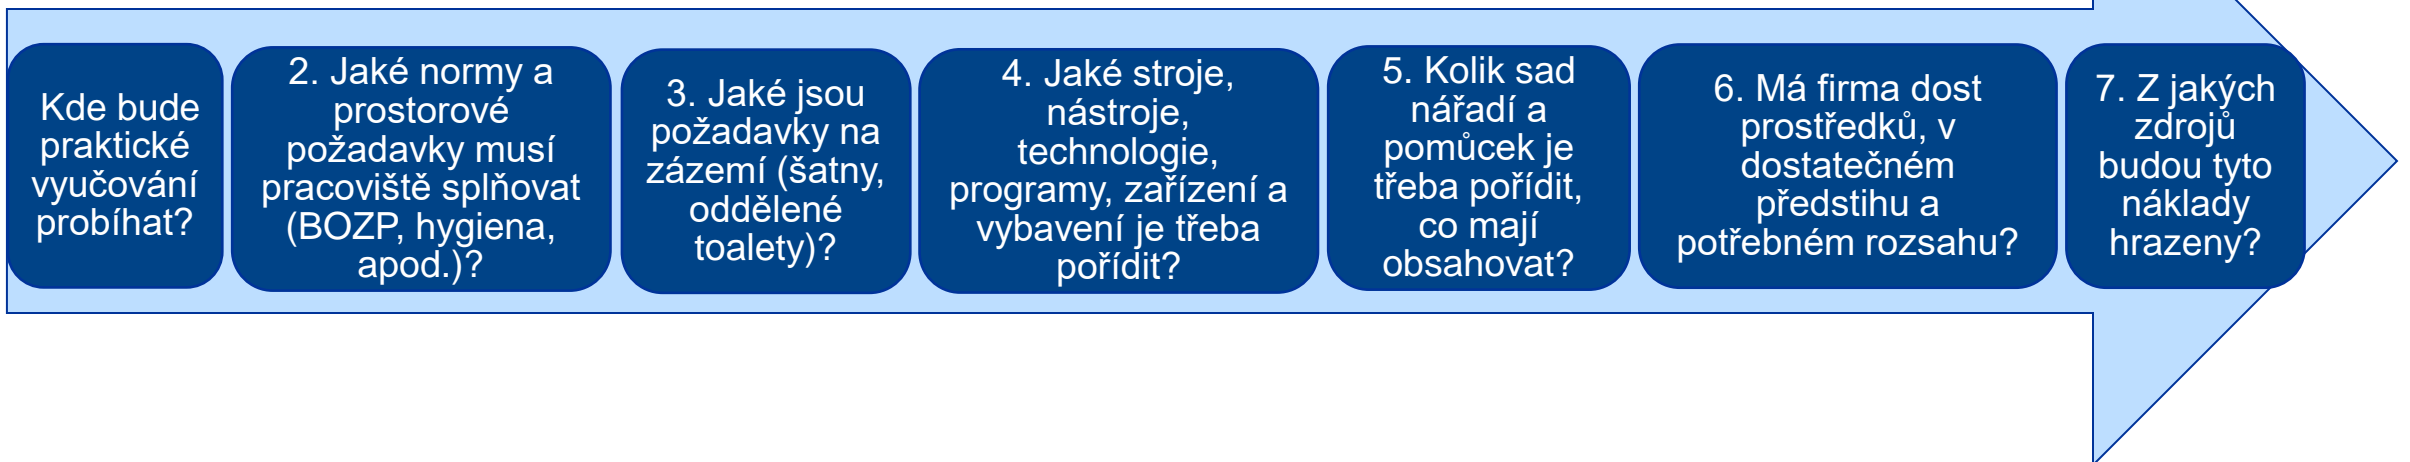 Kde bude
praktické
vyučování
probíhat?
2. Jaké normy a
prostorové
požadavky musí
pracoviště splňovat
(BOZP, hygiena,
apod.)?
3. Jaké jsou
požadavky na
zázemí (šatny,
oddělené
toalety)?
4. Jaké stroje,
nástroje,
technologie,
programy, zařízení a
vybavení je třeba
pořídit?
5. Kolik sad
nářadí a
pomůcek je
třeba pořídit,
co mají
obsahovat?
6. Má firma dost
prostředků, v
dostatečném
předstihu a
potřebném rozsahu?
7. Z jakých
zdrojů
budou tyto
náklady
hrazeny?